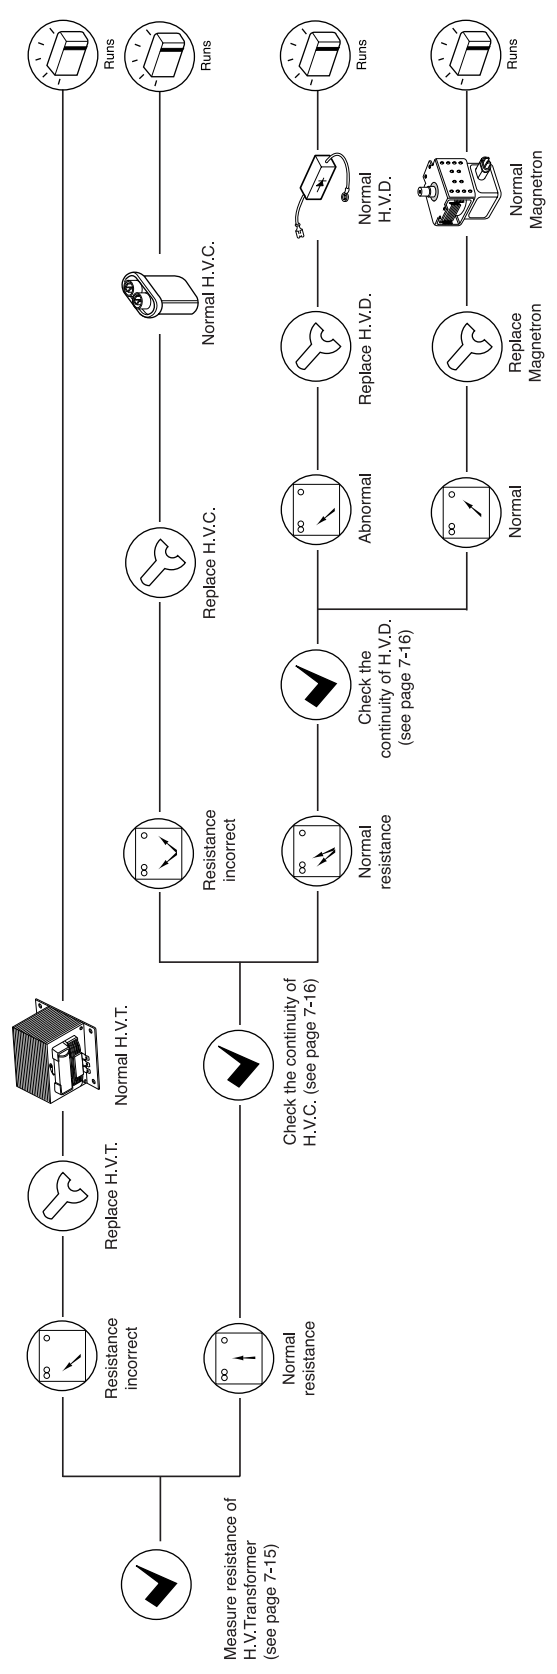 Measure resistance of
H.V.Transformer
(see page 7-15)
Resistance
incorrect
Replace H.V.T.
Normal H.V.T.
Runs
Normal
resistance
Check the continuity of
H.V.C. (see page 7-16)
Resistance
incorrect
Replace H.V.C.
Normal H.V.C.
Runs
Normal
resistance
Check the
continuity of H.V.D.
(see page 7-16)
Abnormal
Replace H.V.D.
Normal
H.V.D.
Runs
Normal
Replace
Magnetron
Normal
Magnetron
Runs